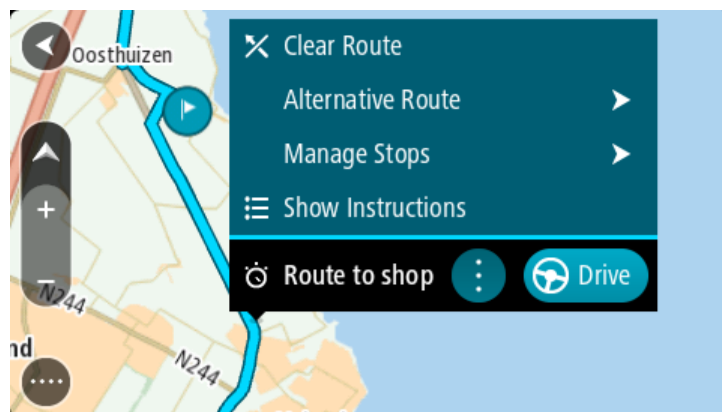 Oosthuizen
Clear Route
Alternative Route
Manage Stops
Show Instructions
Route to shop
Drive
N244
nd
N244